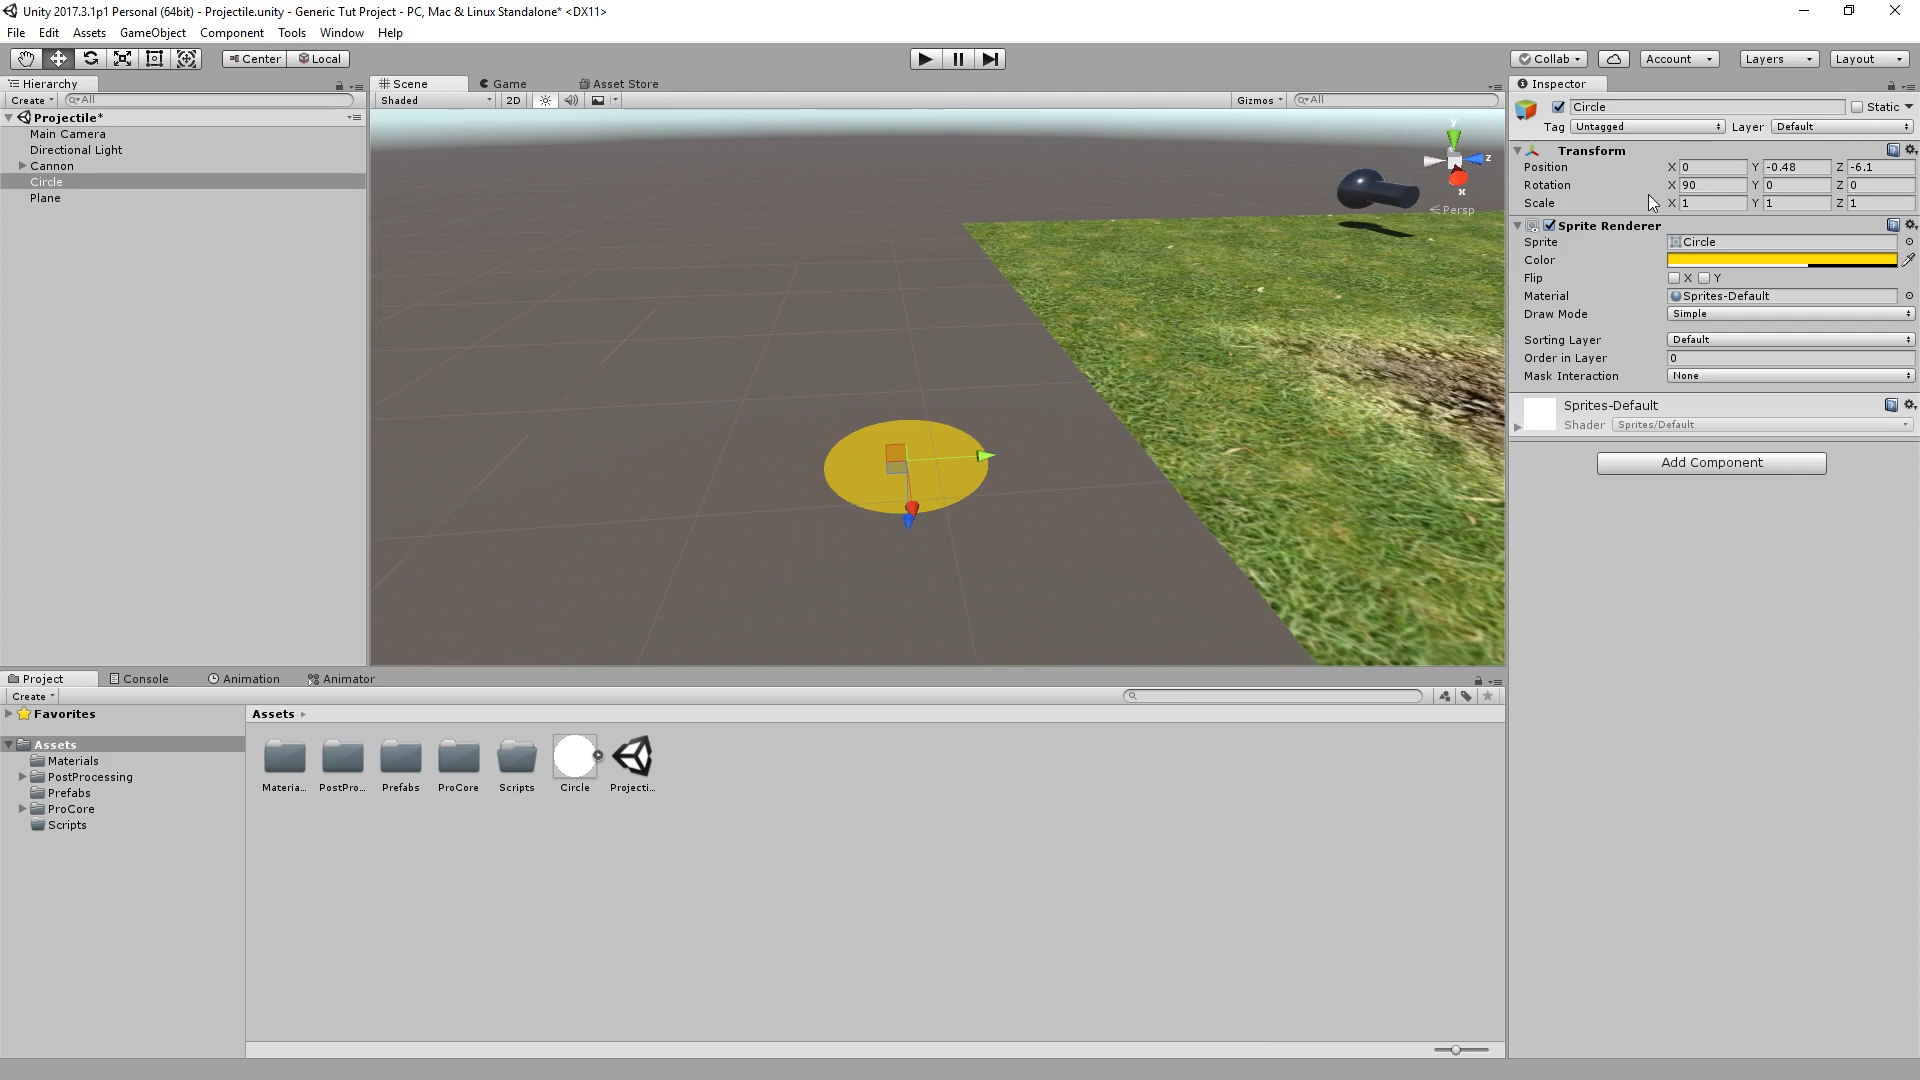 Unity 2017.3.1p1 Personal (64bit) - Projectile.unity - Generic Tut Project - PC, Mac & Linux Standalone* <DX11>
File Edit Assets GameObject Component Tools Window Help
Center Local Collab Account Layers Layout
Hierarchy
Create All
Projectile*
Main Camera
Directional Light
Cannon
Circle
Plane
Scene Game Asset Store
Shaded 2D Gizmos All
y
z
x
Persp
Inspector
Circle Static
Tag Untagged Layer Default
Transform
Position X 0 Y -0.48 Z -6.1
Rotation X 90 Y 0 Z 0
Scale X 1 Y 1 Z 1
Sprite Renderer
Sprite Circle
Color
Flip X Y
Material Sprites-Default
Draw Mode Simple
Sorting Layer Default
Order in Layer 0
Mask Interaction None
Sprites-Default
Shader Sprites/Default
Add Component
Project Console Animation Animator
Create
Favorites
Assets
Materials
PostProcessing
Prefabs
ProCore
Scripts
Assets
Materia... PostPro... Prefabs ProCore Scripts Circle Projecti...